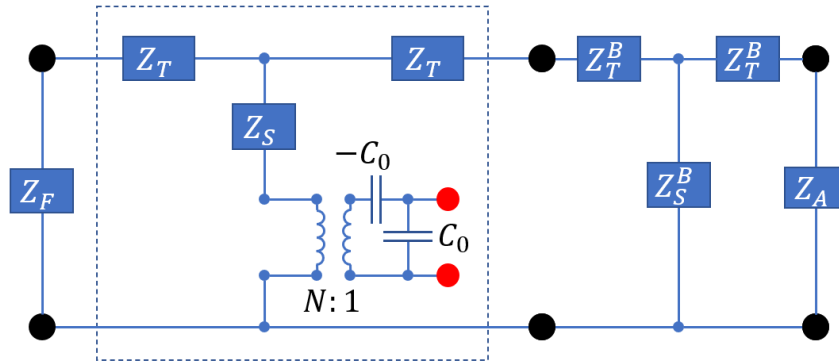 Z_T
Z_T
Z_T^B
Z_T^B
Z_S
−C_0
Z_F
Z_S^B
Z_A
C_0
N: 1